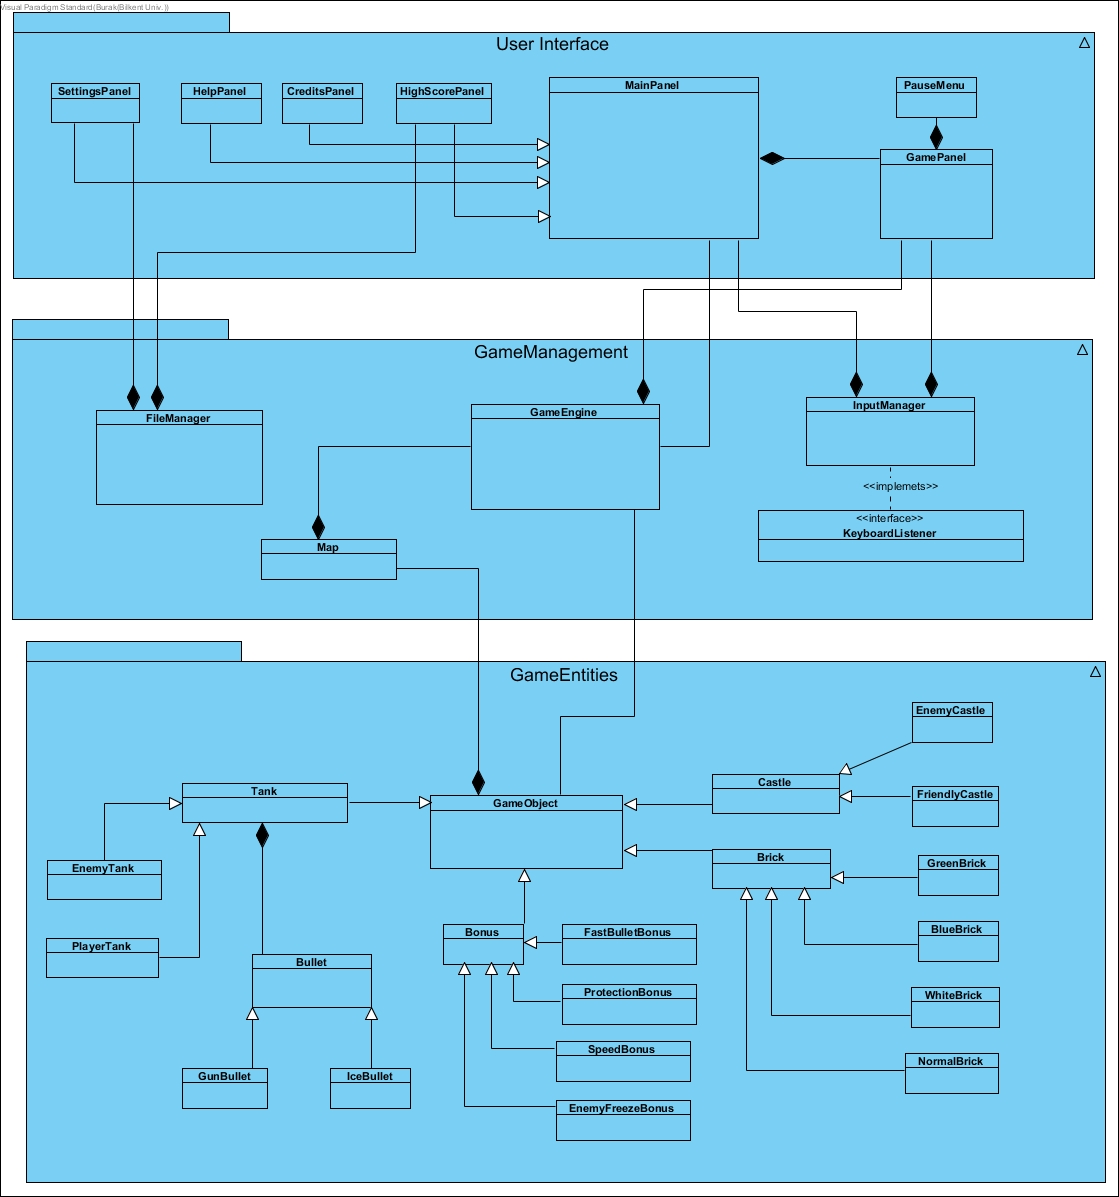 Visual Paradigm Standard(Burak(Bilkent Univ.))
User Interface
SettingsPanel
HelpPanel
CreditsPanel
HighScorePanel
MainPanel
PauseMenu
GamePanel
GameManagement
FileManager
GameEngine
InputManager
<<implemets>>
<<interface>>
KeyboardListener
Map
GameEntities
EnemyCastle
Castle
FriendlyCastle
Tank
GameObject
EnemyTank
Brick
GreenBrick
PlayerTank
Bonus
FastBulletBonus
BlueBrick
Bullet
ProtectionBonus
WhiteBrick
SpeedBonus
NormalBrick
GunBullet
IceBullet
EnemyFreezeBonus